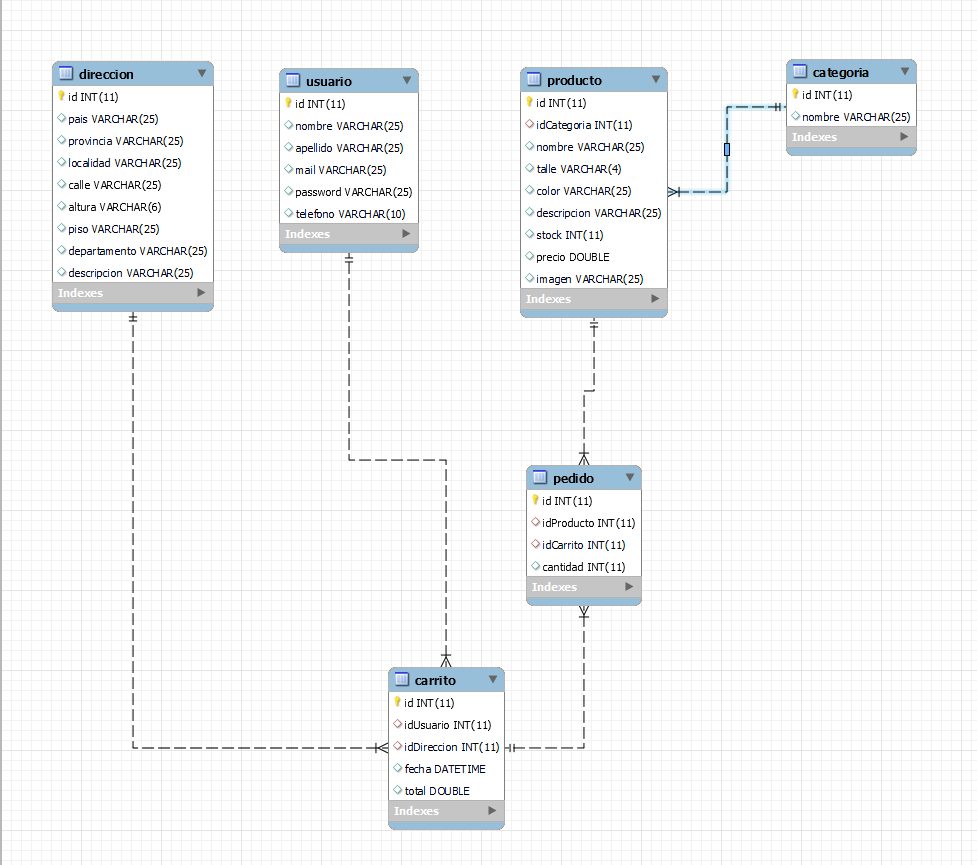 direccion
id INT(11)
pais VARCHAR(25)
provincia VARCHAR(25)
localidad VARCHAR(25)
calle VARCHAR(25)
altura VARCHAR(6)
piso VARCHAR(25)
departamento VARCHAR(25)
descripcion VARCHAR(25)
Indexes
usuario
id INT(11)
nombre VARCHAR(25)
apellido VARCHAR(25)
mail VARCHAR(25)
password VARCHAR(25)
telefono VARCHAR(10)
Indexes
producto
id INT(11)
idCategoria INT(11)
nombre VARCHAR(25)
talle VARCHAR(4)
color VARCHAR(25)
descripcion VARCHAR(25)
stock INT(11)
precio DOUBLE
imagen VARCHAR(25)
Indexes
categoria
id INT(11)
nombre VARCHAR(25)
Indexes
pedido
id INT(11)
idProducto INT(11)
idCarrito INT(11)
cantidad INT(11)
Indexes
carrito
id INT(11)
idUsuario INT(11)
idDireccion INT(11)
fecha DATETIME
total DOUBLE
Indexes